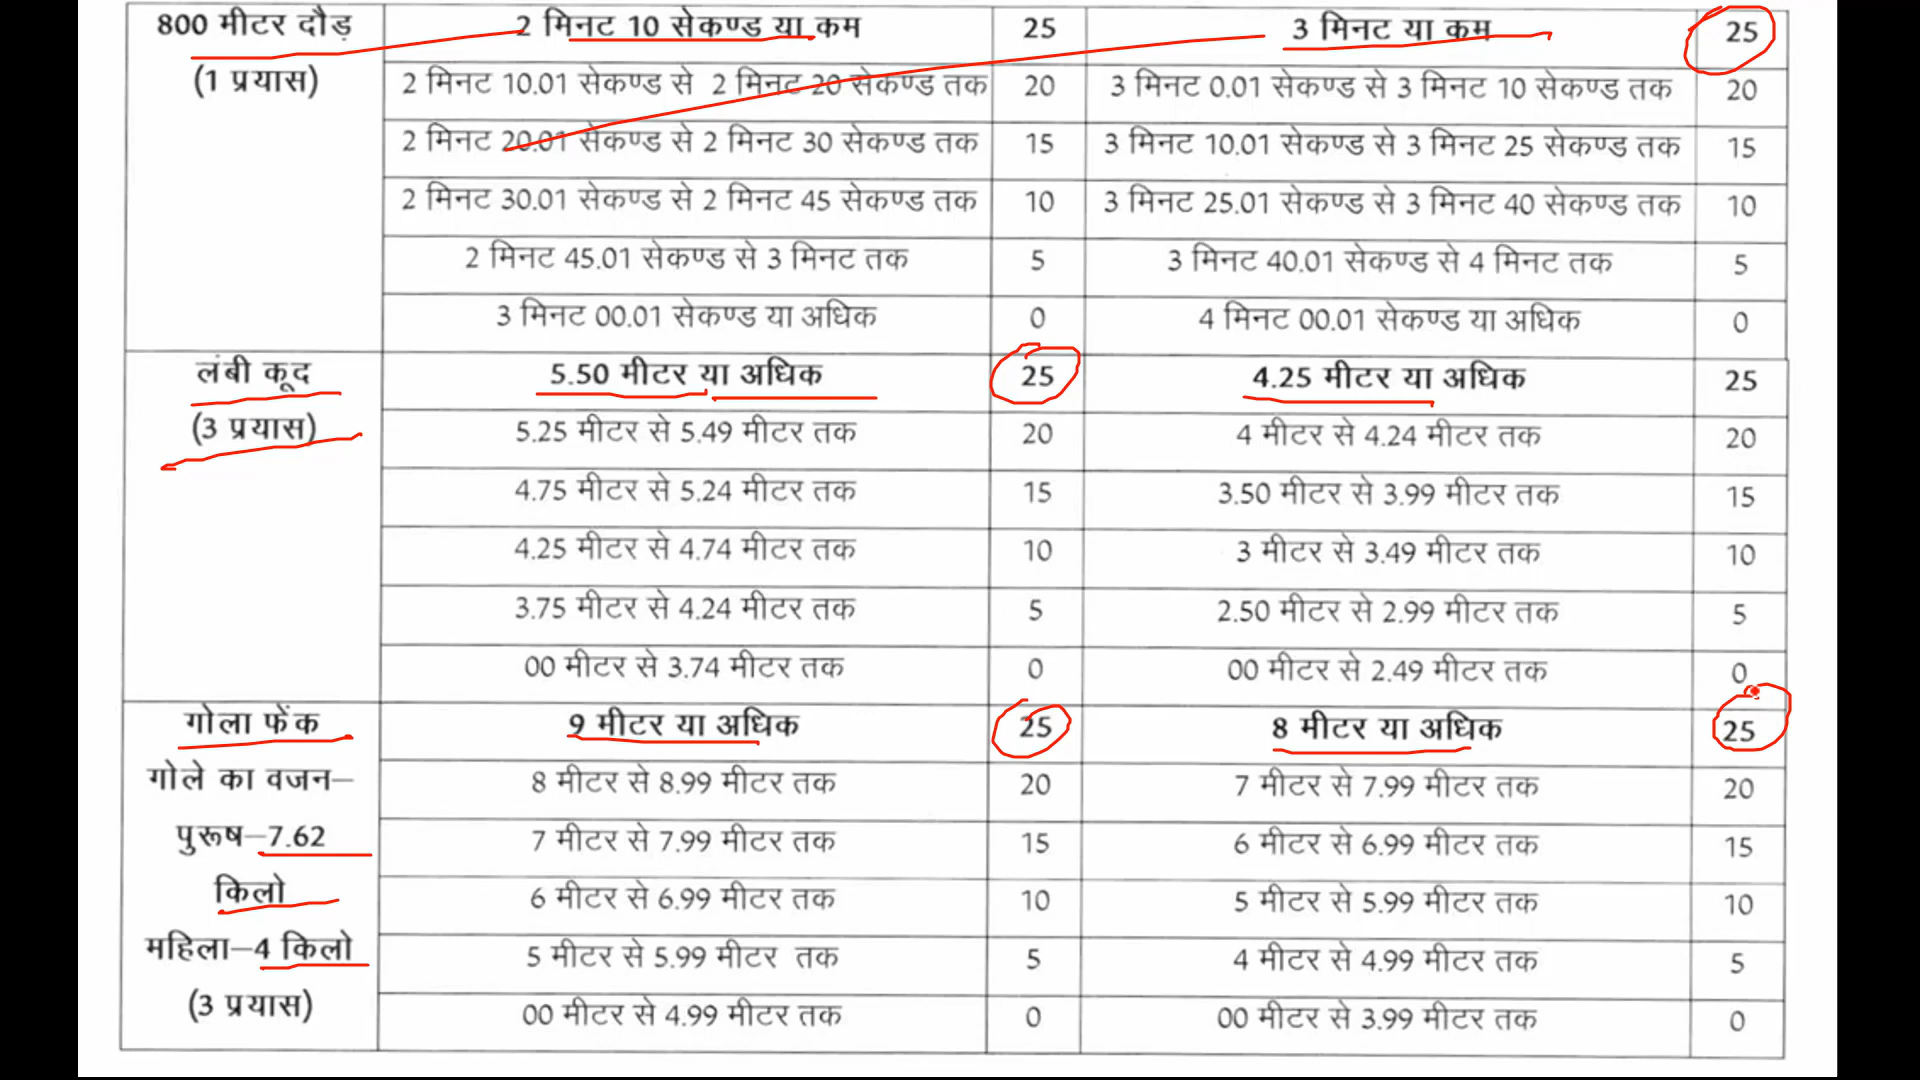 800 मीटर दौड़ 2 मिनट 10 सेकण्ड या कम 25 3 मिनट या कम 25
(1 प्रयास) 2 मिनट 10.01 सेकण्ड से 2 मिनट 20 सेकण्ड तक 20 3 मिनट 0.01 सेकण्ड से 3 मिनट 10 सेकण्ड तक 20
2 मिनट 20.01 सेकण्ड से 2 मिनट 30 सेकण्ड तक 15 3 मिनट 10.01 सेकण्ड से 3 मिनट 25 सेकण्ड तक 15
2 मिनट 30.01 सेकण्ड से 2 मिनट 45 सेकण्ड तक 10 3 मिनट 25.01 सेकण्ड से 3 मिनट 40 सेकण्ड तक 10
2 मिनट 45.01 सेकण्ड से 3 मिनट तक 5 3 मिनट 40.01 सेकण्ड से 4 मिनट तक 5
3 मिनट 00.01 सेकण्ड या अधिक 0 4 मिनट 00.01 सेकण्ड या अधिक 0
लंबी कूद 5.50 मीटर या अधिक 25 4.25 मीटर या अधिक 25
(3 प्रयास) 5.25 मीटर से 5.49 मीटर तक 20 4 मीटर से 4.24 मीटर तक 20
4.75 मीटर से 5.24 मीटर तक 15 3.50 मीटर से 3.99 मीटर तक 15
4.25 मीटर से 4.74 मीटर तक 10 3 मीटर से 3.49 मीटर तक 10
3.75 मीटर से 4.24 मीटर तक 5 2.50 मीटर से 2.99 मीटर तक 5
00 मीटर से 3.74 मीटर तक 0 00 मीटर से 2.49 मीटर तक 0
गोला फेंक 9 मीटर या अधिक 25 8 मीटर या अधिक 25
गोले का वजन– 8 मीटर से 8.99 मीटर तक 20 7 मीटर से 7.99 मीटर तक 20
पुरूष–7.62 7 मीटर से 7.99 मीटर तक 15 6 मीटर से 6.99 मीटर तक 15
किलो 6 मीटर से 6.99 मीटर तक 10 5 मीटर से 5.99 मीटर तक 10
महिला–4 किलो 5 मीटर से 5.99 मीटर तक 5 4 मीटर से 4.99 मीटर तक 5
(3 प्रयास) 00 मीटर से 4.99 मीटर तक 0 00 मीटर से 3.99 मीटर तक 0